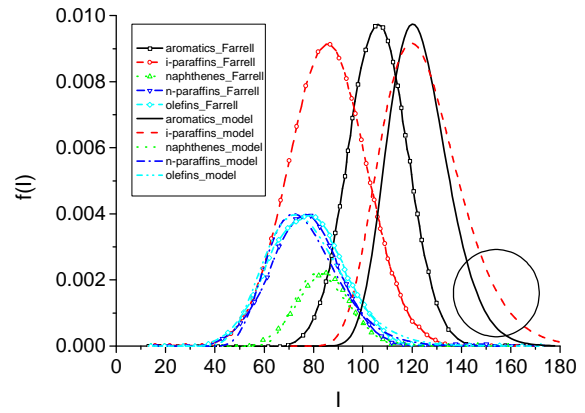 0.010
0.008
0.006
0.004
0.002
0.000
f(I)
aromatics_Farrell
i-paraffins_Farrell
naphthenes_Farrell
n-paraffins_Farrell
olefins_Farrell
aromatics_model
i-paraffins_model
naphthenes_model
n-paraffins_model
olefins_model
0 20 40 60 80 100 120 140 160 180
I